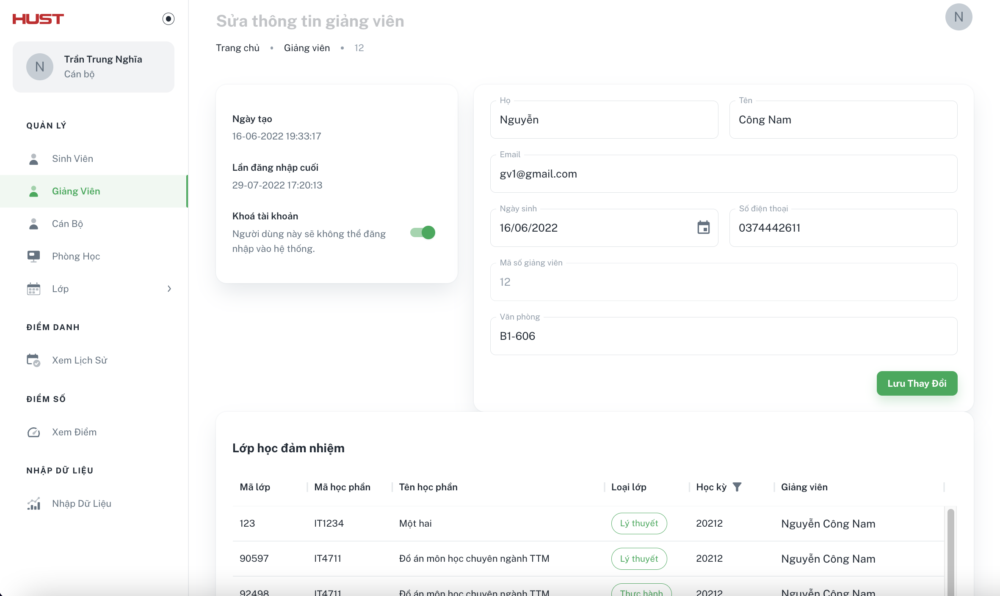 HUST
N
Trần Trung Nghĩa
Cán bộ
QUẢN LÝ
Sinh Viên
Giảng Viên
Cán Bộ
Phòng Học
Lớp
ĐIỂM DANH
Xem Lịch Sử
ĐIỂM SỐ
Xem Điểm
NHẬP DỮ LIỆU
Nhập Dữ Liệu
Sửa thông tin giảng viên
N
Trang chủ • Giảng viên • 12
Ngày tạo
16-06-2022 19:33:17
Lần đăng nhập cuối
29-07-2022 17:20:13
Khoá tài khoản
Người dùng này sẽ không thể đăng
nhập vào hệ thống.
Họ
Nguyễn
Tên
Công Nam
Email
gv1@gmail.com
Ngày sinh
16/06/2022
Số điện thoại
0374442611
Mã số giảng viên
12
Văn phòng
B1-606
Lưu Thay Đổi
Lớp học đảm nhiệm
Mã lớp Mã học phần Tên học phần Loại lớp Học kỳ Giảng viên
123 IT1234 Một hai Lý thuyết 20212 Nguyễn Công Nam
90597 IT4711 Đồ án môn học chuyên ngành TTM Lý thuyết 20212 Nguyễn Công Nam
92498 IT4711 Đồ án môn học chuyên ngành TTM Thực hành 20212 Nguyễn Công Nam